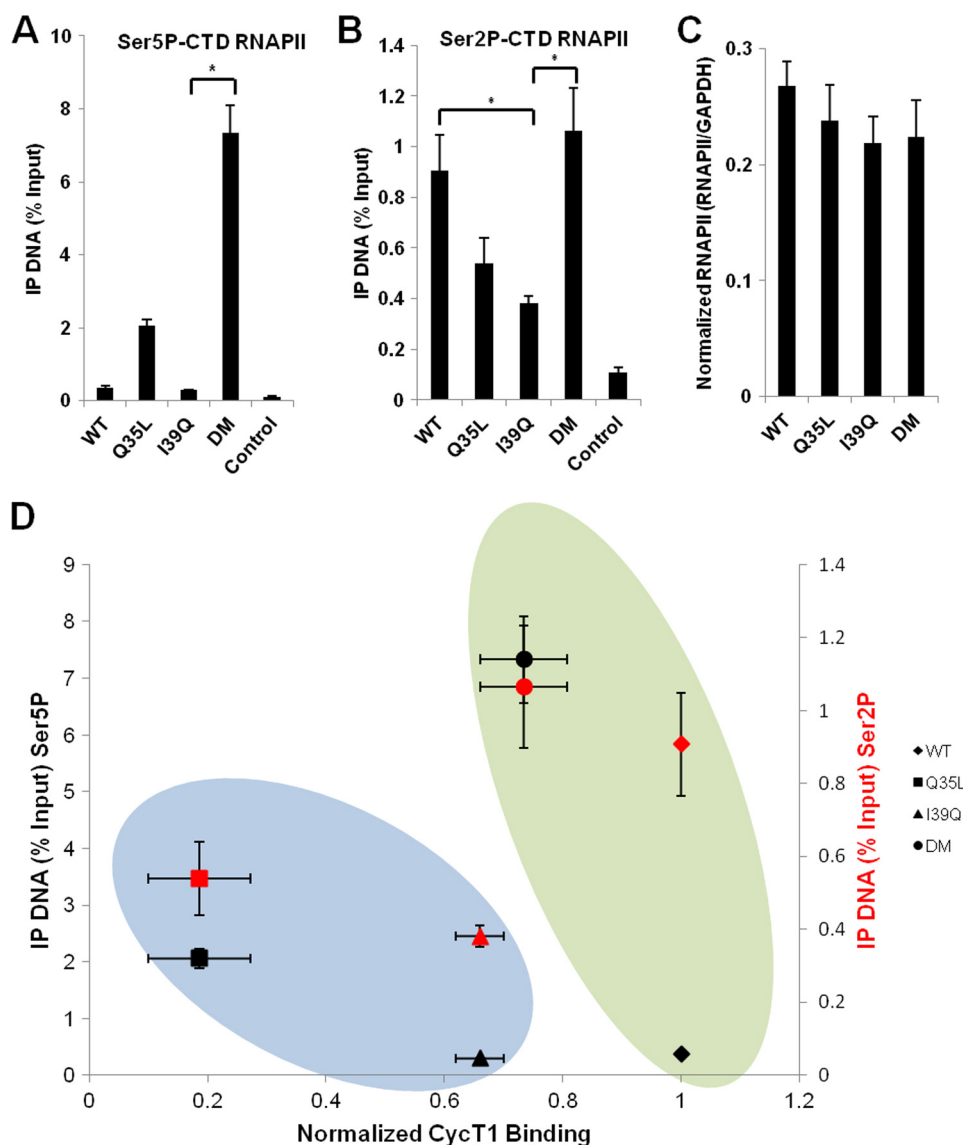 A
Ser5P-CTD RNAPII
*
IP DNA (% Input)
10
8
6
4
2
0
WT
Q35L
I39Q
DM
Control
B
Ser2P-CTD RNAPII
*
*
IP DNA (% Input)
1.4
1.2
1
0.8
0.6
0.4
0.2
0
WT
Q35L
I39Q
DM
Control
C
Normalized RNAPII (RNAPII/GAPDH)
0.3
0.2
0.1
0
WT
Q35L
I39Q
DM
D
IP DNA (% Input) Ser5P
9
8
7
6
5
4
3
2
1
0
0
0.2
0.4
0.6
0.8
1
1.2
Normalized CycT1 Binding
1.4
1.2
1
0.8
0.6
0.4
0.2
0
IP DNA (% Input) Ser2P
WT
Q35L
I39Q
DM